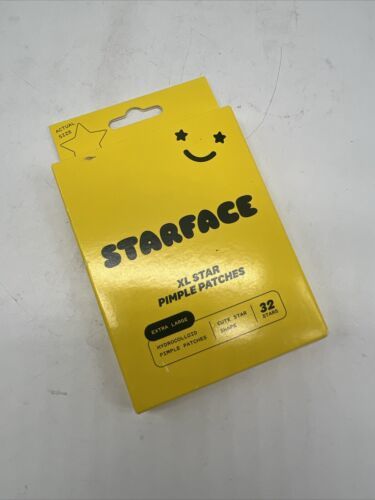 ACTUAL
SIZE
STARFACE
XL STAR
PIMPLE PATCHES
EXTRA LARGE
HYDROCOLLOID
PIMPLE PATCHES
CUTE STAR
SHAPE
32
STARS